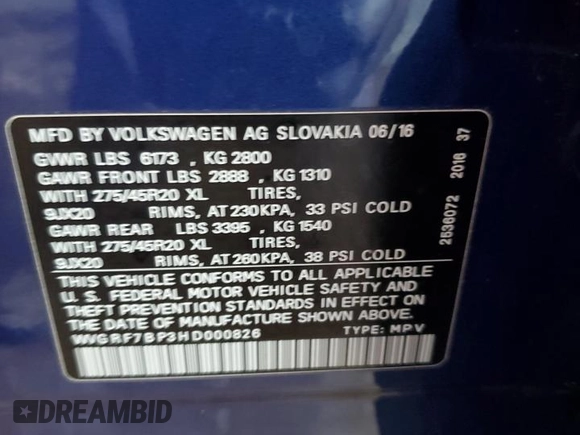 MFD BY VOLKSWAGEN AG SLOVAKIA 06/16
GVWR LBS 6173 , KG 2800
GAWR FRONT LBS 2888 , KG 1310
WITH 275/45R20 XL TIRES,
9JX20 RIMS, AT 230 KPA, 33 PSI COLD
GAWR REAR LBS 3395 , KG 1540
WITH 275/45R20 XL TIRES,
9JX20 RIMS, AT 260 KPA, 38 PSI COLD
THIS VEHICLE CONFORMS TO ALL APPLICABLE
U. S. FEDERAL MOTOR VEHICLE SAFETY AND
THEFT PREVENTION STANDARDS IN EFFECT ON
THE DATE OF MANUFACTURE SHOWN ABOVE.
WVGRF7BP3HD000826 TYPE: MPV
2536072 2016 37
DREAMBID